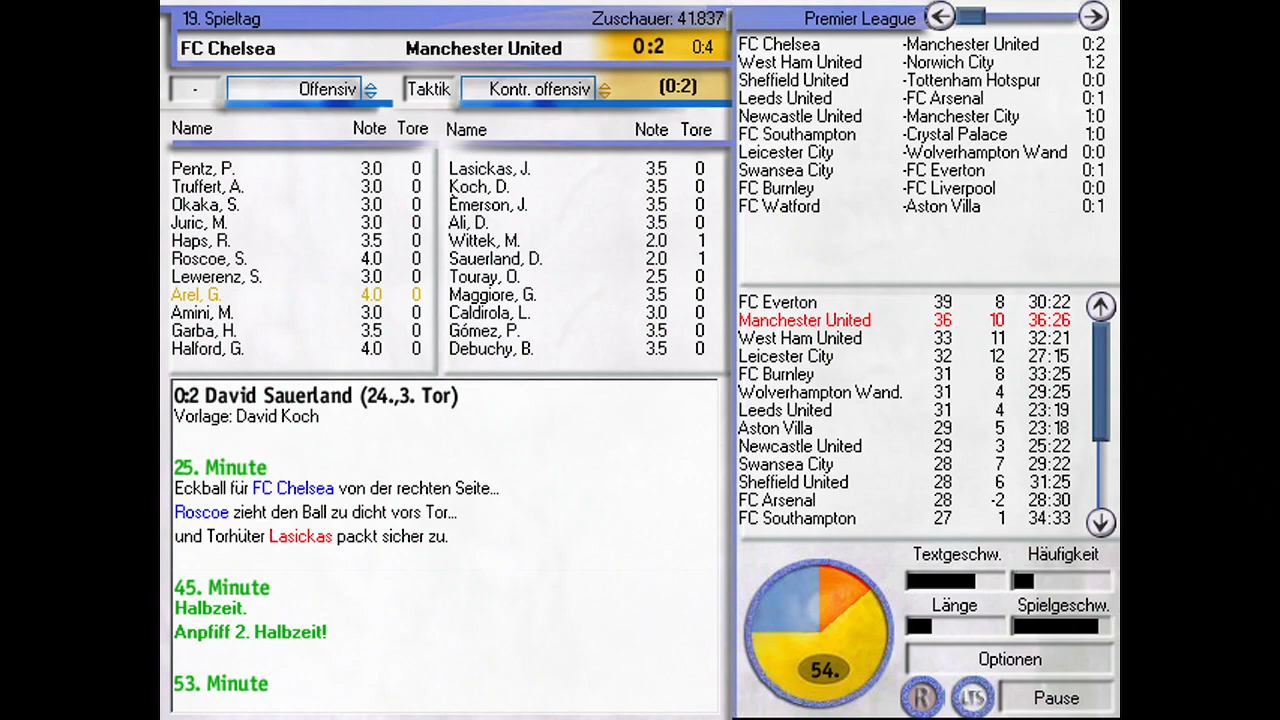 19. Spieltag Zuschauer: 41.837
FC Chelsea Manchester United 0:2 0:4
- Offensiv Taktik Kontr. offensiv (0:2)
Name Note Tore Name Note Tore
Pentz, P. 3.0 0 Lasickas, J. 3.5 0
Truffert, A. 3.0 0 Koch, D. 3.5 0
Okaka, S. 3.0 0 Èmerson, J. 3.5 0
Juric, M. 3.0 0 Ali, D. 3.5 0
Haps, R. 3.5 0 Wittek, M. 2.0 1
Roscoe, S. 4.0 0 Sauerland, D. 2.0 1
Lewerenz, S. 3.0 0 Touray, O. 2.5 0
Arel, G. 4.0 0 Maggiore, G. 3.5 0
Amini, M. 3.0 0 Caldirola, L. 3.0 0
Garba, H. 3.5 0 Gómez, P. 3.5 0
Halford, G. 4.0 0 Debuchy, B. 3.5 0
0:2 David Sauerland (24.,3. Tor)
Vorlage: David Koch
25. Minute
Eckball für FC Chelsea von der rechten Seite...
Roscoe zieht den Ball zu dicht vors Tor...
und Torhüter Lasickas packt sicher zu.
45. Minute
Halbzeit.
Anpfiff 2. Halbzeit!
53. Minute
Premier League
FC Chelsea -Manchester United 0:2
West Ham United -Norwich City 1:2
Sheffield United -Tottenham Hotspur 0:0
Leeds United -FC Arsenal 0:1
Newcastle United -Manchester City 1:0
FC Southampton -Crystal Palace 1:0
Leicester City -Wolverhampton Wand 0:0
Swansea City -FC Everton 0:1
FC Burnley -FC Liverpool 0:0
FC Watford -Aston Villa 0:1
FC Everton 39 8 30:22
Manchester United 36 10 36:26
West Ham United 33 11 32:21
Leicester City 32 12 27:15
FC Burnley 31 8 33:25
Wolverhampton Wand. 31 4 29:25
Leeds United 31 4 23:19
Aston Villa 29 5 23:18
Newcastle United 29 3 25:22
Swansea City 28 7 29:22
Sheffield United 28 6 31:25
FC Arsenal 28 -2 28:30
FC Southampton 27 1 34:33
Textgeschw. Häufigkeit
Länge Spielgeschw.
54.
Optionen
R LTS Pause